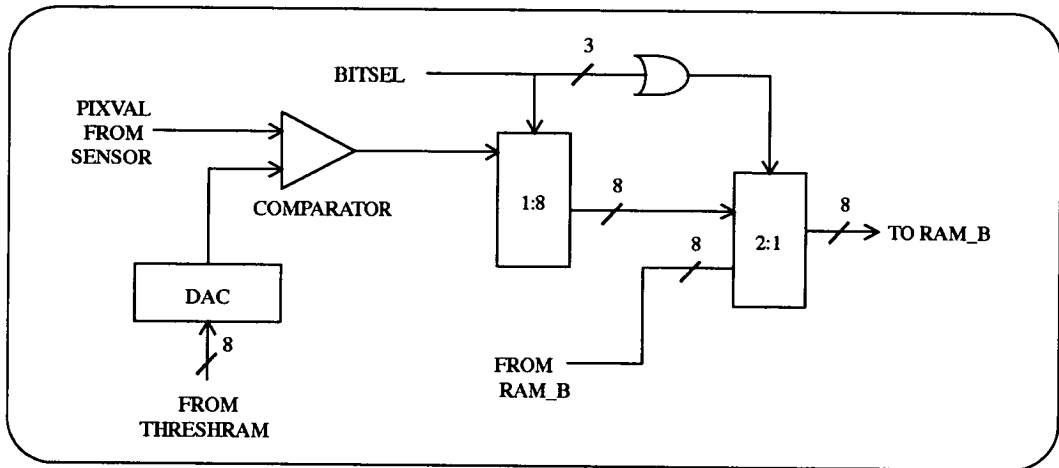 3
BITSEL
PIXVAL
FROM
SENSOR
COMPARATOR
1:8
8
8
2:1
8
TO RAM_B
DAC
8
FROM
THRESHRAM
FROM
RAM_B